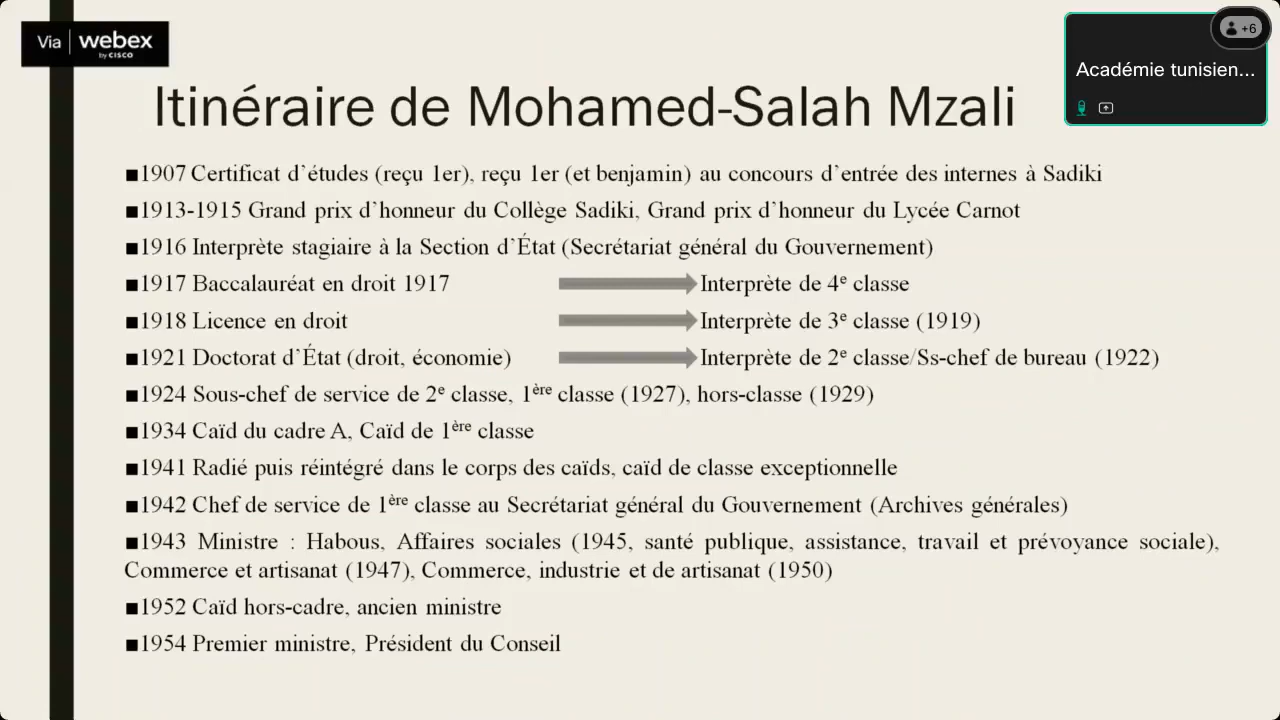 Via webex
by CISCO
+6
Académie tunisien...
Itinéraire de Mohamed-Salah Mzali
■1907 Certificat d’études (reçu 1er), reçu 1er (et benjamin) au concours d’entrée des internes à Sadiki
■1913-1915 Grand prix d’honneur du Collège Sadiki, Grand prix d’honneur du Lycée Carnot
■1916 Interprète stagiaire à la Section d’État (Secrétariat général du Gouvernement)
■1917 Baccalauréat en droit 1917 Interprète de 4e classe
■1918 Licence en droit Interprète de 3e classe (1919)
■1921 Doctorat d’État (droit, économie) Interprète de 2e classe/Ss-chef de bureau (1922)
■1924 Sous-chef de service de 2e classe, 1ère classe (1927), hors-classe (1929)
■1934 Caïd du cadre A, Caïd de 1ère classe
■1941 Radié puis réintégré dans le corps des caïds, caïd de classe exceptionnelle
■1942 Chef de service de 1ère classe au Secrétariat général du Gouvernement (Archives générales)
■1943 Ministre : Habous, Affaires sociales (1945, santé publique, assistance, travail et prévoyance sociale),
Commerce et artisanat (1947), Commerce, industrie et de artisanat (1950)
■1952 Caïd hors-cadre, ancien ministre
■1954 Premier ministre, Président du Conseil